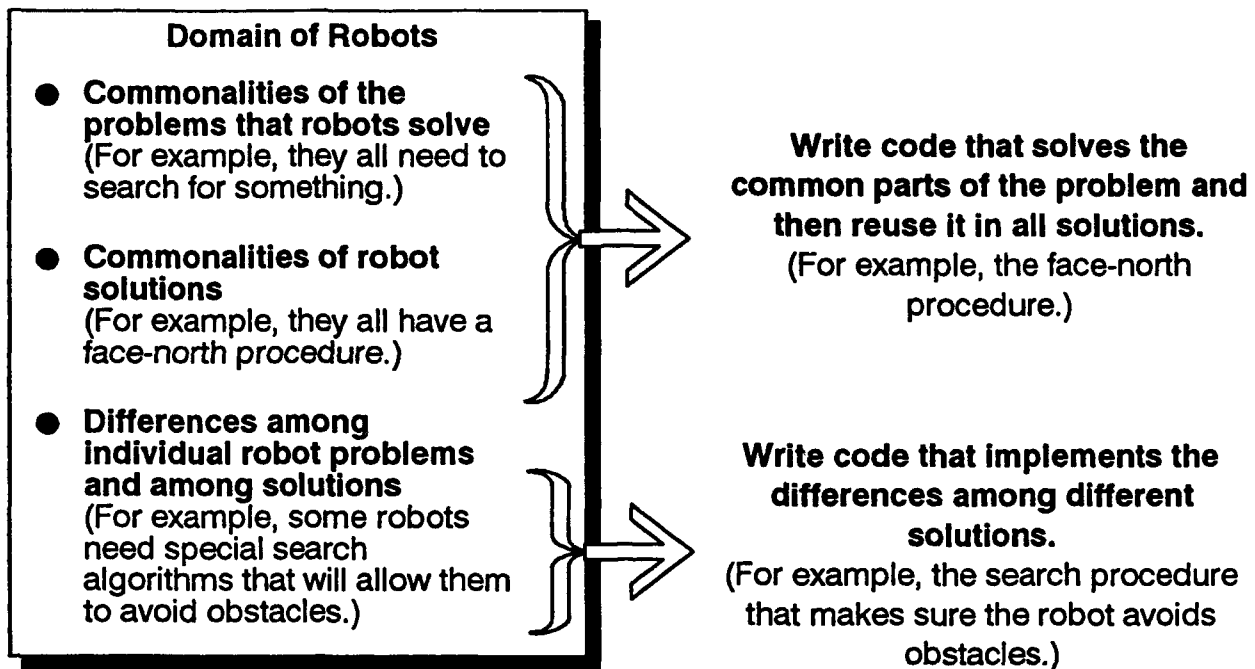 Domain of Robots
● Commonalities of the
problems that robots solve
(For example, they all need to
search for something.)
● Commonalities of robot
solutions
(For example, they all have a
face-north procedure.)
● Differences among
individual robot problems
and among solutions
(For example, some robots
need special search
algorithms that will allow them
to avoid obstacles.)
Write code that solves the
common parts of the problem and
then reuse it in all solutions.
(For example, the face-north
procedure.)
Write code that implements the
differences among different
solutions.
(For example, the search procedure
that makes sure the robot avoids
obstacles.)